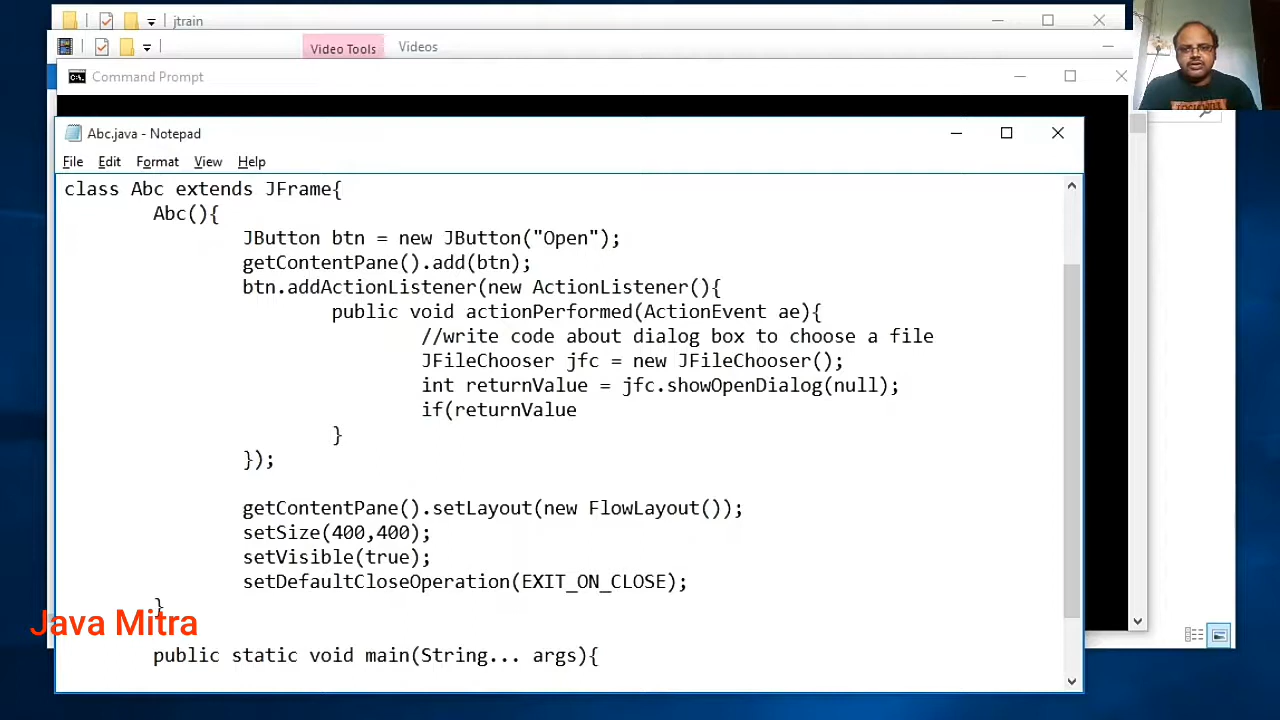 jtrain
Video Tools
Videos
Command Prompt
Abc.java - Notepad
File Edit Format View Help
class Abc extends JFrame{
Abc(){
JButton btn = new JButton("Open");
getContentPane().add(btn);
btn.addActionListener(new ActionListener(){
public void actionPerformed(ActionEvent ae){
//write code about dialog box to choose a file
JFileChooser jfc = new JFileChooser();
int returnValue = jfc.showOpenDialog(null);
if(returnValue
}
});
getContentPane().setLayout(new FlowLayout());
setSize(400,400);
setVisible(true);
setDefaultCloseOperation(EXIT_ON_CLOSE);
}
Java Mitra
public static void main(String... args){